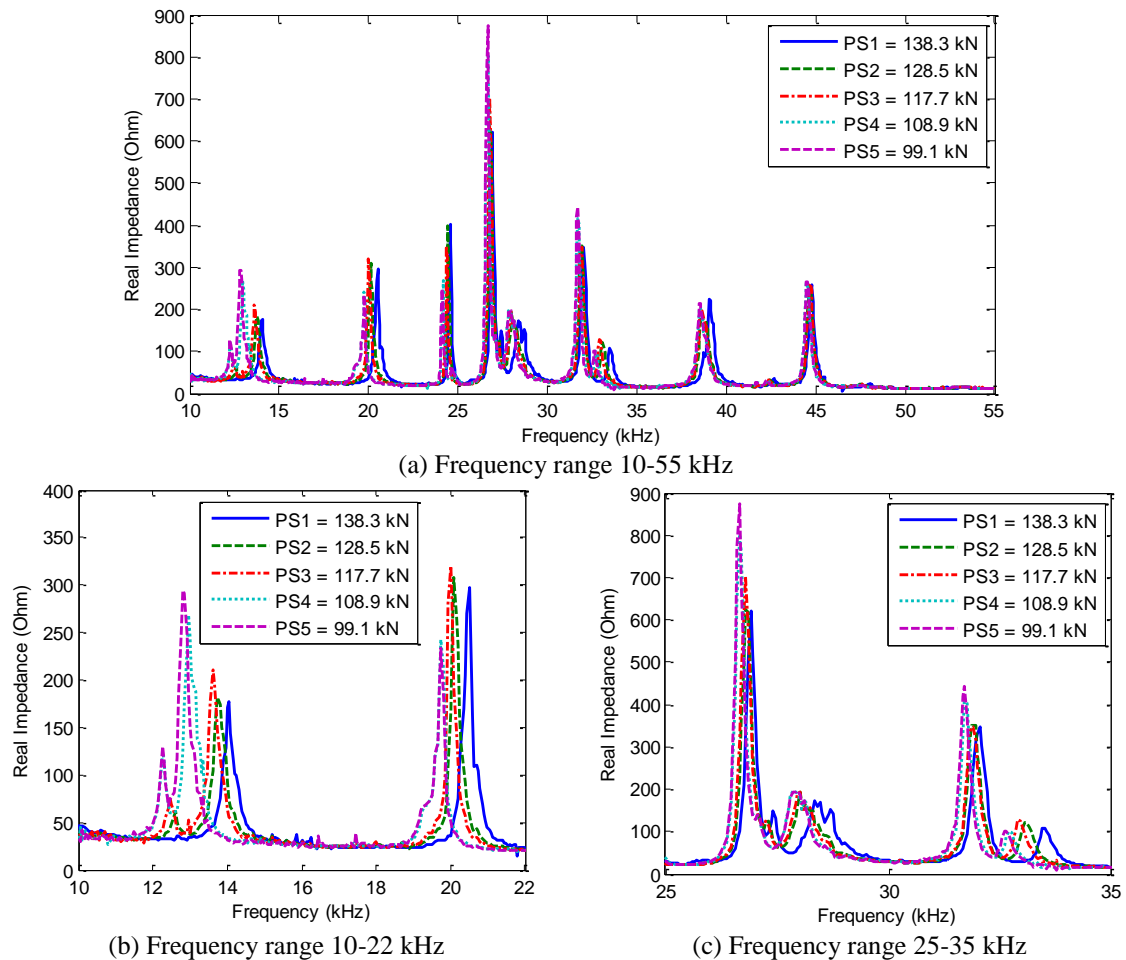 900
800
700
600
500
400
300
200
100
0
Real Impedance (Ohm)
PS1 = 138.3 kN
PS2 = 128.5 kN
PS3 = 117.7 kN
PS4 = 108.9 kN
PS5 = 99.1 kN
10 15 20 25 30 35 40 45 50 55
Frequency (kHz)
(a) Frequency range 10-55 kHz
400
350
300
250
200
150
100
50
0
Real Impedance (Ohm)
PS1 = 138.3 kN
PS2 = 128.5 kN
PS3 = 117.7 kN
PS4 = 108.9 kN
PS5 = 99.1 kN
10 12 14 16 18 20 22
Frequency (kHz)
(b) Frequency range 10-22 kHz
900
800
700
600
500
400
300
200
100
0
Real Impedance (Ohm)
PS1 = 138.3 kN
PS2 = 128.5 kN
PS3 = 117.7 kN
PS4 = 108.9 kN
PS5 = 99.1 kN
25 30 35
Frequency (kHz)
(c) Frequency range 25-35 kHz